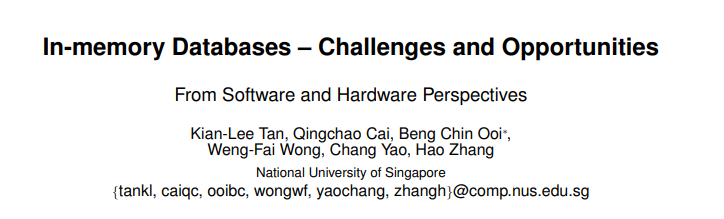 In-memory Databases – Challenges and Opportunities
From Software and Hardware Perspectives
Kian-Lee Tan, Qingchao Cai, Beng Chin Ooi*,
Weng-Fai Wong, Chang Yao, Hao Zhang
National University of Singapore
{tankl, caiqc, ooibc, wongwf, yaochang, zhangh}@comp.nus.edu.sg